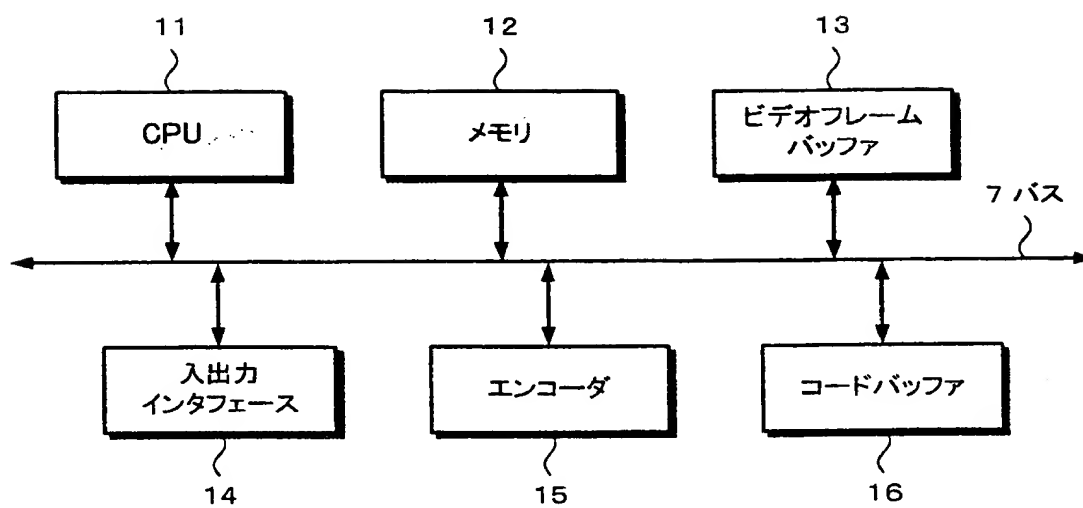 11
12
13
CPU
メモリ
ビデオフレーム
バッファ
7 バス
入出力
インタフェース
エンコーダ
コードバッファ
14
15
16